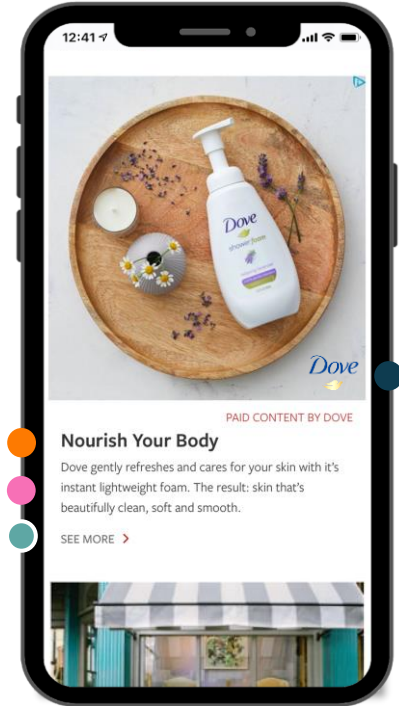 12:41
Dove
shower foam
Dove
PAID CONTENT BY DOVE
Nourish Your Body
Dove gently refreshes and cares for your skin with it's
instant lightweight foam. The result: skin that's
beautifully clean, soft and smooth.
SEE MORE